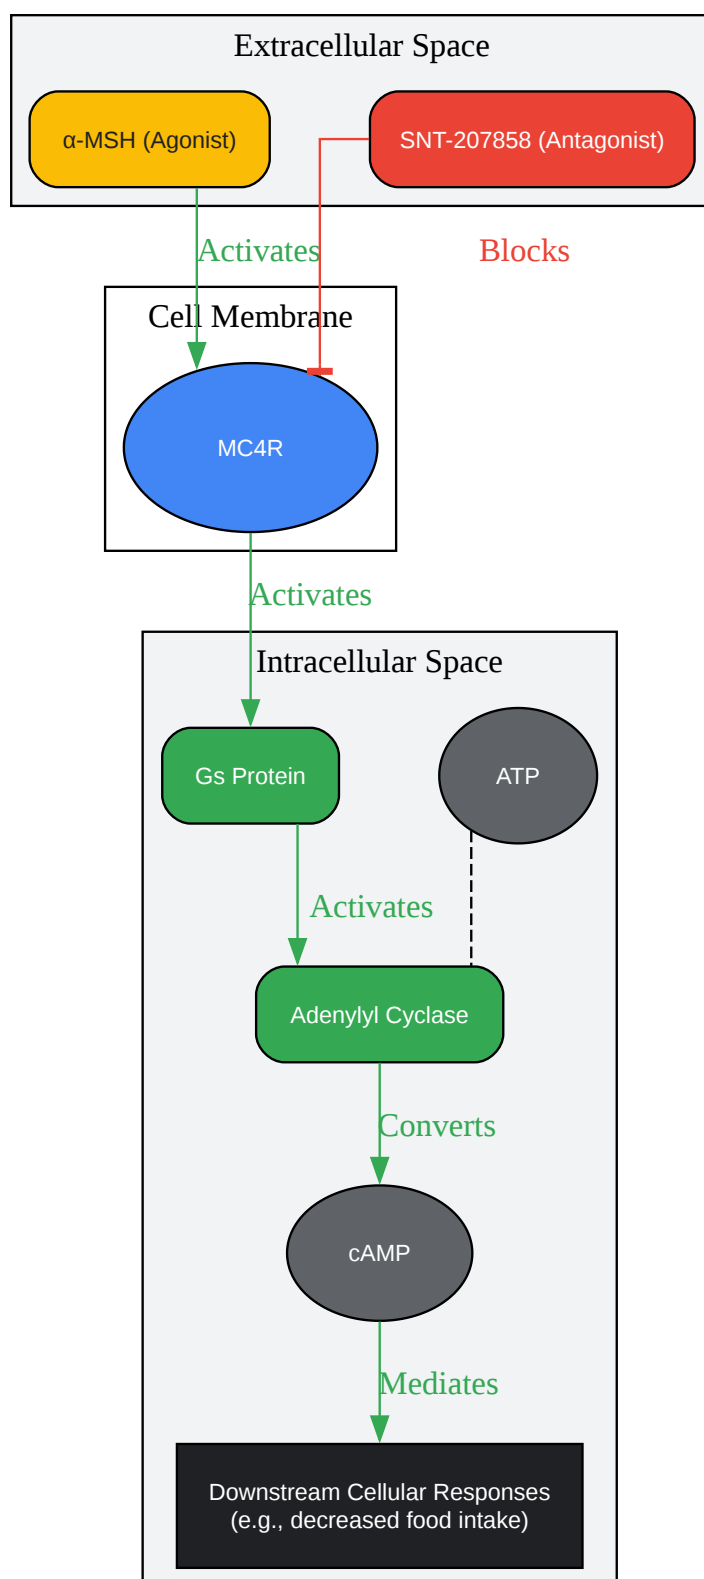 Extracellular Space
α-MSH (Agonist)
SNT-207858 (Antagonist)
Activates
Blocks
Cell Membrane
MC4R
Activates
Intracellular Space
Gs Protein
ATP
Activates
Adenylyl Cyclase
Converts
cAMP
Mediates
Downstream Cellular Responses
(e.g., decreased food intake)